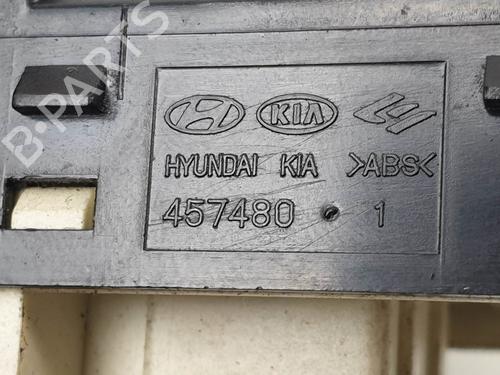 KIA
HYUNDAI KIA >ABS<
457480 1
B-PARTS